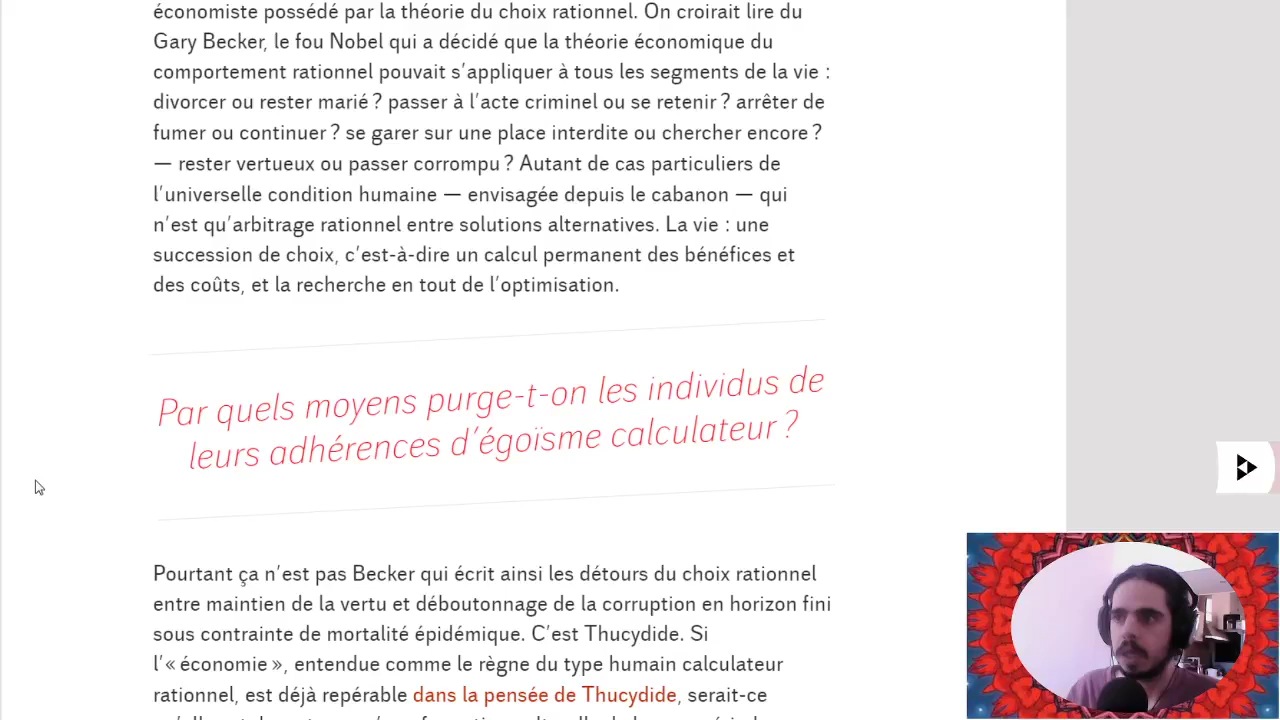 économiste possédé par la théorie du choix rationnel. On croirait lire du
Gary Becker, le fou Nobel qui a décidé que la théorie économique du
comportement rationnel pouvait s’appliquer à tous les segments de la vie :
divorcer ou rester marié ? passer à l’acte criminel ou se retenir ? arrêter de
fumer ou continuer ? se garer sur une place interdite ou chercher encore ?
— rester vertueux ou passer corrompu ? Autant de cas particuliers de
l’universelle condition humaine — envisagée depuis le cabanon — qui
n’est qu’arbitrage rationnel entre solutions alternatives. La vie : une
succession de choix, c’est-à-dire un calcul permanent des bénéfices et
des coûts, et la recherche en tout de l’optimisation.
Par quels moyens purge-t-on les individus de
leurs adhérences d’égoïsme calculateur ?
Pourtant ça n’est pas Becker qui écrit ainsi les détours du choix rationnel
entre maintien de la vertu et déboutonnage de la corruption en horizon fini
sous contrainte de mortalité épidémique. C’est Thucydide. Si
l’« économie », entendue comme le règne du type humain calculateur
rationnel, est déjà repérable dans la pensée de Thucydide, serait-ce